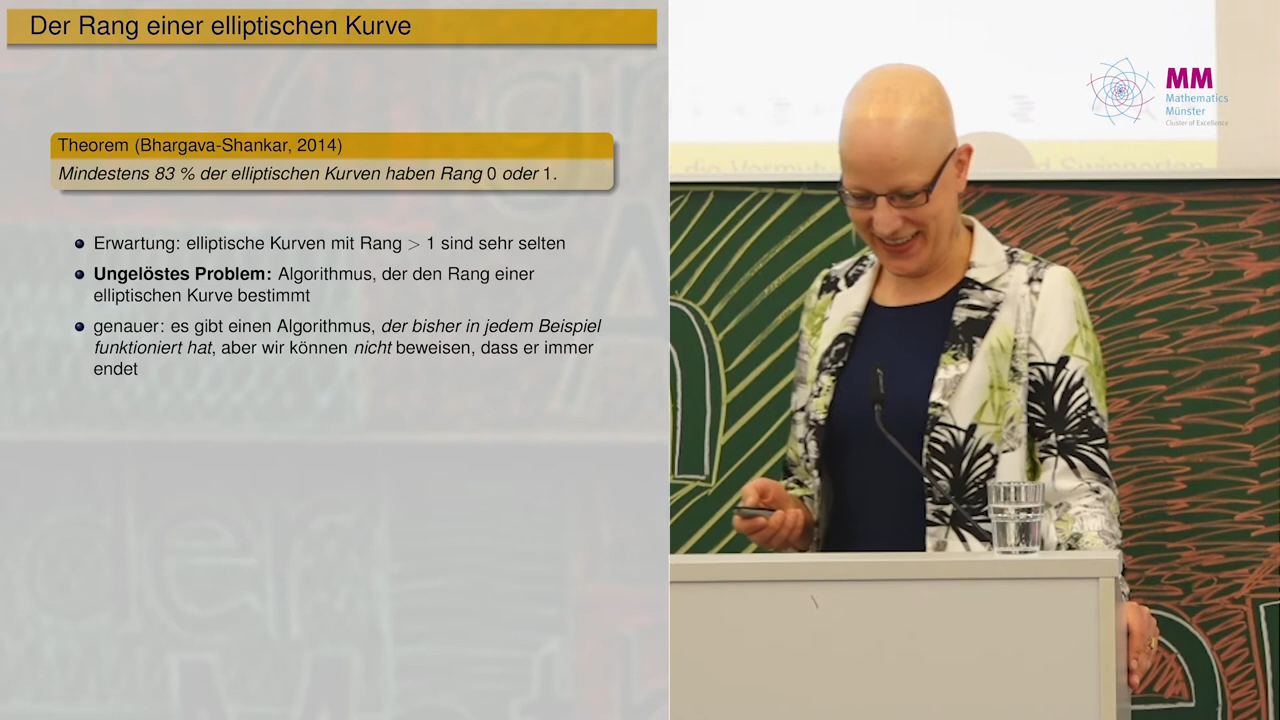 Der Rang einer elliptischen Kurve
Theorem (Bhargava-Shankar, 2014)
Mindestens 83 % der elliptischen Kurven haben Rang 0 oder 1.
Erwartung: elliptische Kurven mit Rang > 1 sind sehr selten
Ungelöstes Problem: Algorithmus, der den Rang einer
elliptischen Kurve bestimmt
genauer: es gibt einen Algorithmus, der bisher in jedem Beispiel
funktioniert hat, aber wir können nicht beweisen, dass er immer
endet
MM
Mathematics
Münster
Cluster of Excellence